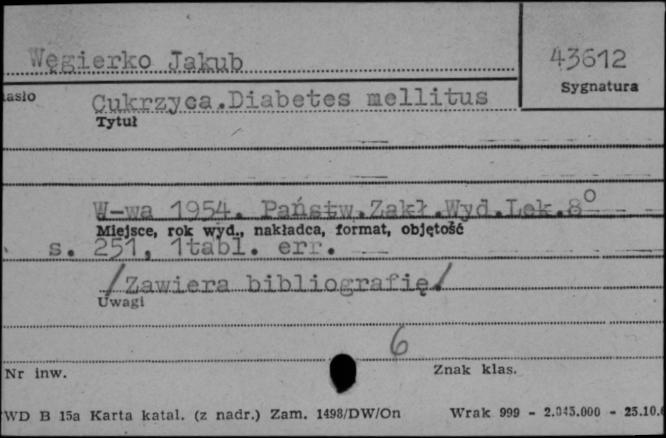 Węgierko Jakub
43612
Sygnatura
Cukrzyca.Diabetes mellitus
Tytuł
W-wa 1954. Państw.Zakł.Wyd.Lek.8°
Miejsce, rok wyd., nakładca, format, objętość
s. 251, 1tabl. err.
/Zawiera bibliografię/
Uwagi
6
Nr inw.
Znak klas.
WD B 15a Karta katal. (z nadr.) Zam. 1498/DW/On
Wrak 999 - 2.045.000 - 25.10.